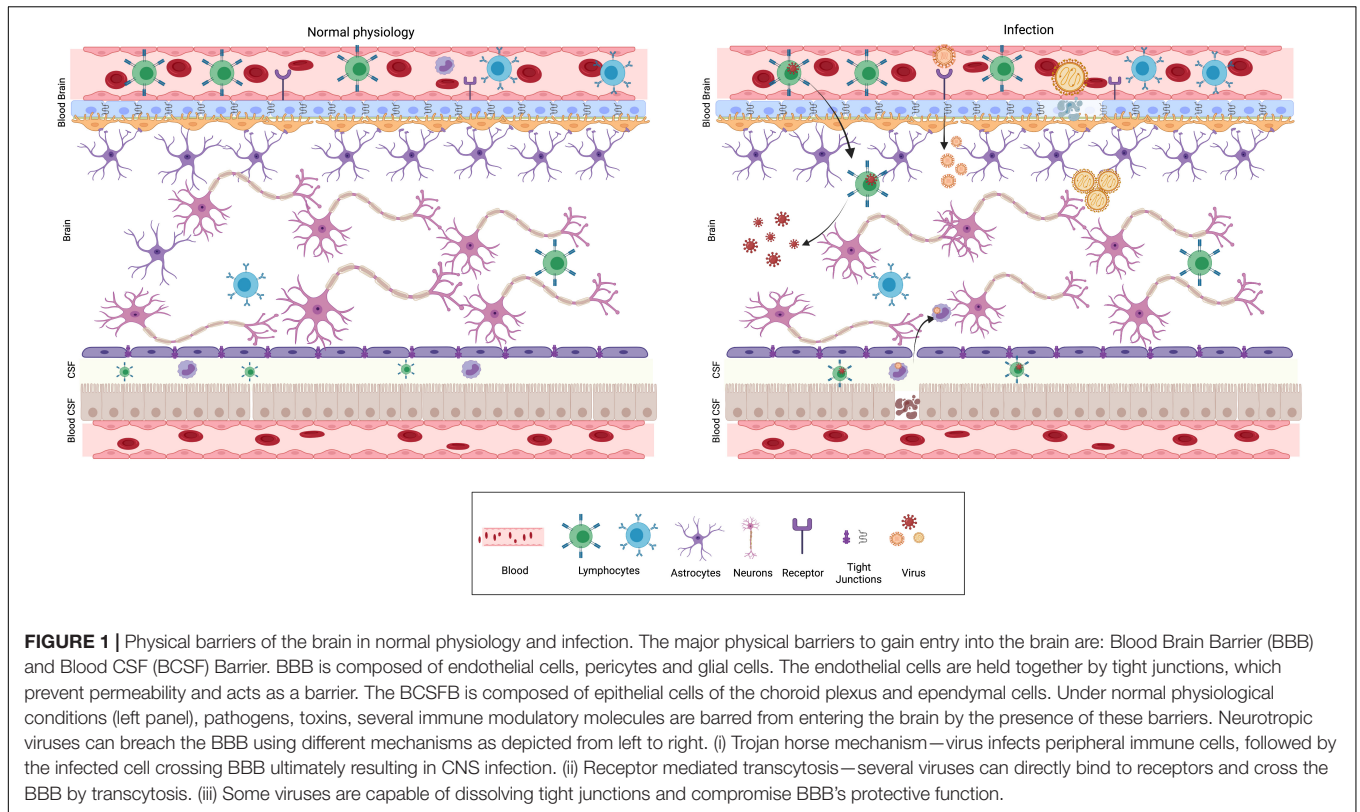 Normal physiology
Blood Brain
Brain
CSF
Blood CSF
Infection
Blood Brain
Brain
CSF
Blood CSF
Blood
Lymphocytes
Astrocytes
Neurons
Receptor
Tight
Junctions
Virus
FIGURE 1 | Physical barriers of the brain in normal physiology and infection. The major physical barriers to gain entry into the brain are: Blood Brain Barrier (BBB)
and Blood CSF (BCSF) Barrier. BBB is composed of endothelial cells, pericytes and glial cells. The endothelial cells are held together by tight junctions, which
prevent permeability and acts as a barrier. The BCSFB is composed of epithelial cells of the choroid plexus and ependymal cells. Under normal physiological
conditions (left panel), pathogens, toxins, several immune modulatory molecules are barred from entering the brain by the presence of these barriers. Neurotropic
viruses can breach the BBB using different mechanisms as depicted from left to right. (i) Trojan horse mechanism—virus infects peripheral immune cells, followed by
the infected cell crossing BBB ultimately resulting in CNS infection. (ii) Receptor mediated transcytosis—several viruses can directly bind to receptors and cross the
BBB by transcytosis. (iii) Some viruses are capable of dissolving tight junctions and compromise BBB's protective function.